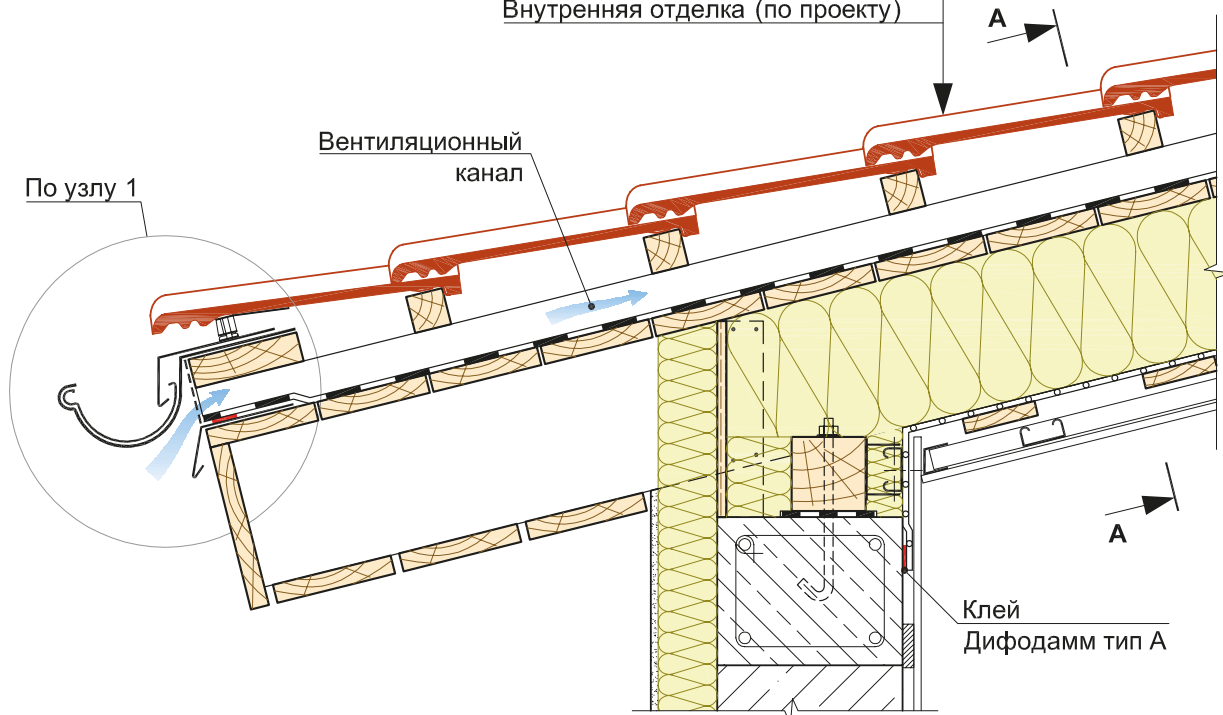 Внутренняя отделка (по проекту)
А
Вентиляционный
канал
По узлу 1
А
Клей
Дифодамм тип А